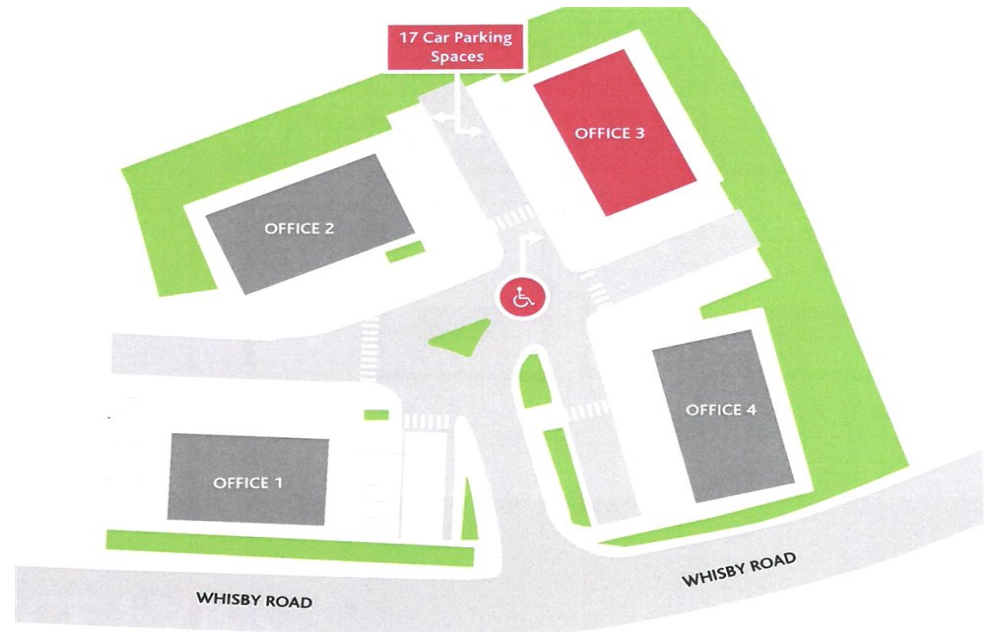 17 Car Parking
Spaces
OFFICE 3
OFFICE 2
OFFICE 4
OFFICE 1
WHISBY ROAD
WHISBY ROAD